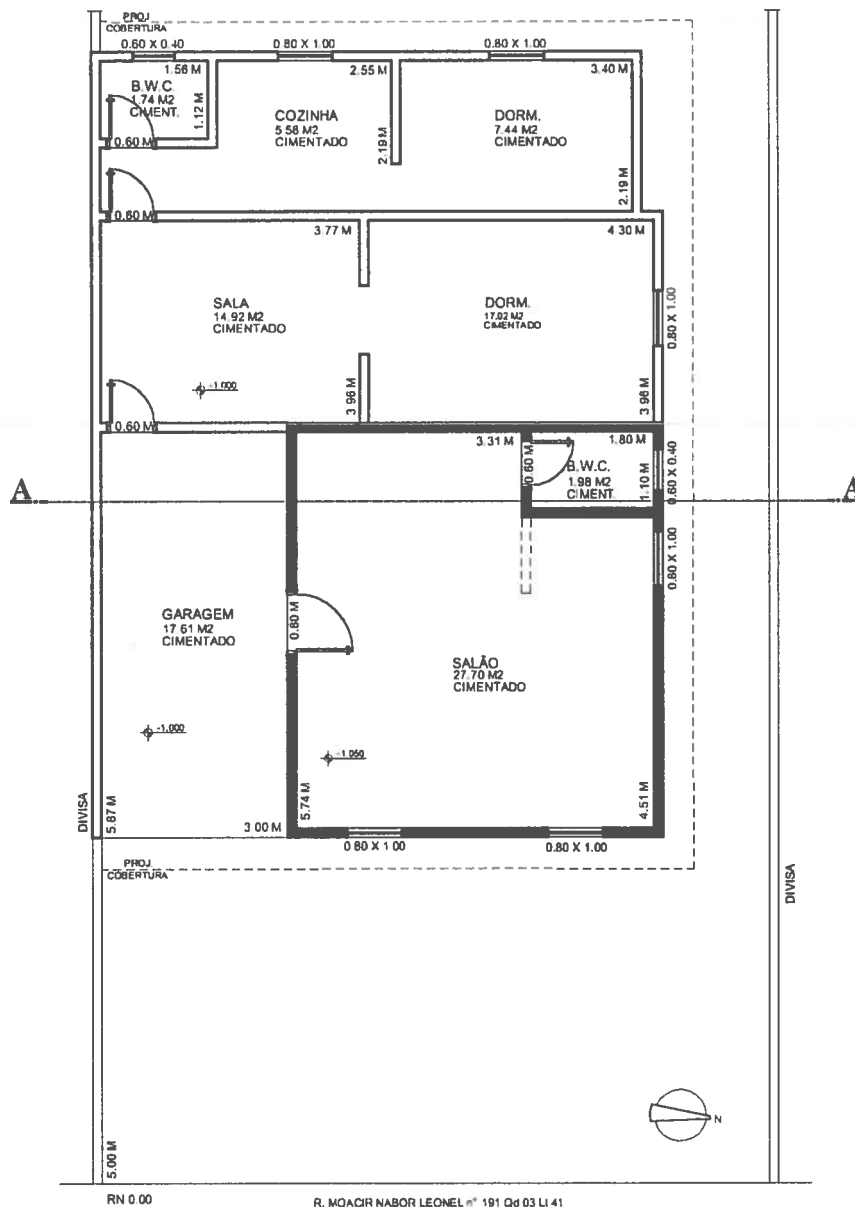 PROJ.
COBERTURA
0.60 X 0.40
0.80 X 1.00
0.80 X 1.00
1.56 M
2.55 M
3.40 M
B.W.C.
1.74 M2
CIMENT.
1.12 M
COZINHA
5.58 M2
CIMENTADO
DORM.
7.44 M2
CIMENTADO
0.60 M
2.19 M
2.19 M
0.60 M
3.77 M
4.30 M
SALA
14.92 M2
CIMENTADO
DORM.
17.02 M2
CIMENTADO
0.80 X 1.00
-1.000
3.96 M
3.96 M
0.60 M
3.31 M
1.80 M
0.60 M
B.W.C.
1.98 M2
CIMENT.
1.10 M
0.60 X 0.40
A
A
0.80 X 1.00
GARAGEM
17.61 M2
CIMENTADO
0.80 M
SALÃO
27.70 M2
CIMENTADO
-1.000
-1.050
DIVISA
5.87 M
3.00 M
5.74 M
4.51 M
0.80 X 1.00
0.80 X 1.00
PROJ.
COBERTURA
DIVISA
N
5.00 M
RN 0.00
R. MOACIR NABOR LEONEL nº 191 Qd 03 Lt 41